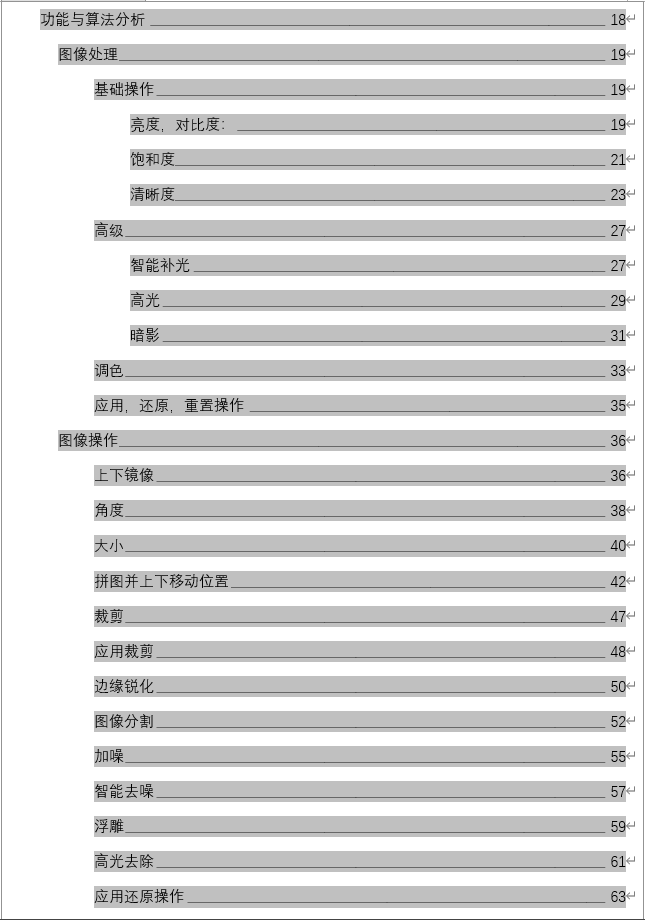 功能与算法分析 18
图像处理 19
基础操作 19
亮度，对比度： 19
饱和度 21
清晰度 23
高级 27
智能补光 27
高光 29
暗影 31
调色 33
应用，还原，重置操作 35
图像操作 36
上下镜像 36
角度 38
大小 40
拼图并上下移动位置 42
裁剪 47
应用裁剪 48
边缘锐化 50
图像分割 52
加噪 55
智能去噪 57
浮雕 59
高光去除 61
应用还原操作 63